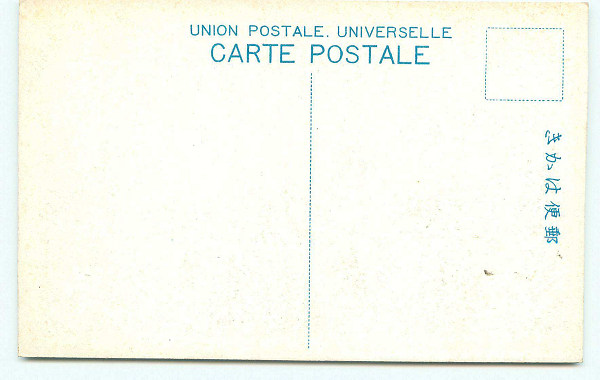 UNION POSTALE. UNIVERSELLE
CARTE POSTALE
郵便はかき